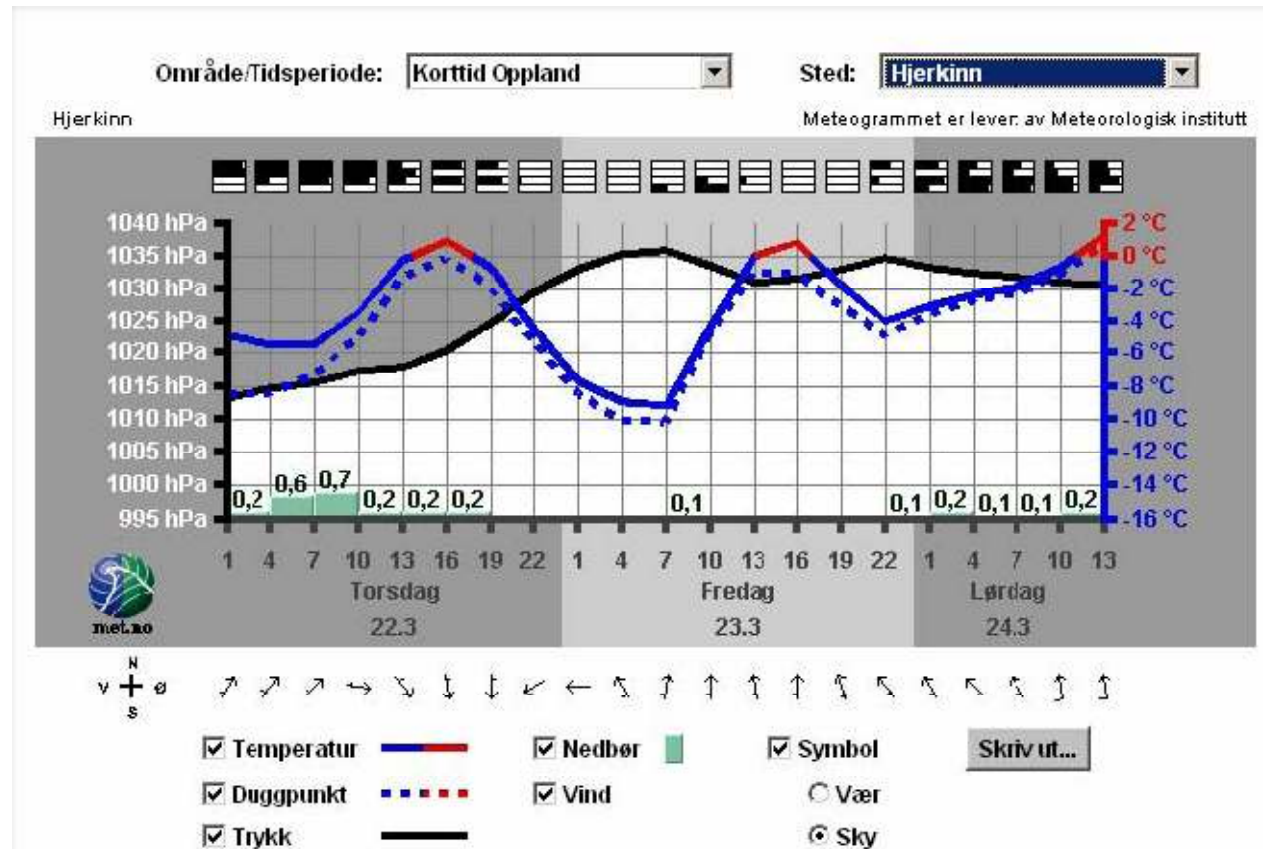 Område/Tidsperiode: Korttid Oppland Sted: Hjerkinn
Hjerkinn Meteogrammet er lever. av Meteorologisk institutt
1040 hPa 2 °C
1035 hPa 0 °C
1030 hPa -2 °C
1025 hPa -4 °C
1020 hPa -6 °C
1015 hPa -8 °C
1010 hPa -10 °C
1005 hPa -12 °C
1000 hPa -14 °C
995 hPa -16 °C
0,2 0,6 0,7 0,2 0,2 0,2 0,1 0,1 0,2 0,1 0,1 0,2
1 4 7 10 13 16 19 22 1 4 7 10 13 16 19 22 1 4 7 10 13
Torsdag Fredag Lørdag
met.no 22.3 23.3 24.3
N
V Ø
S
Temperatur Nedbør Symbol Skriv ut...
Duggpunkt Vind Vær
Trykk Sky